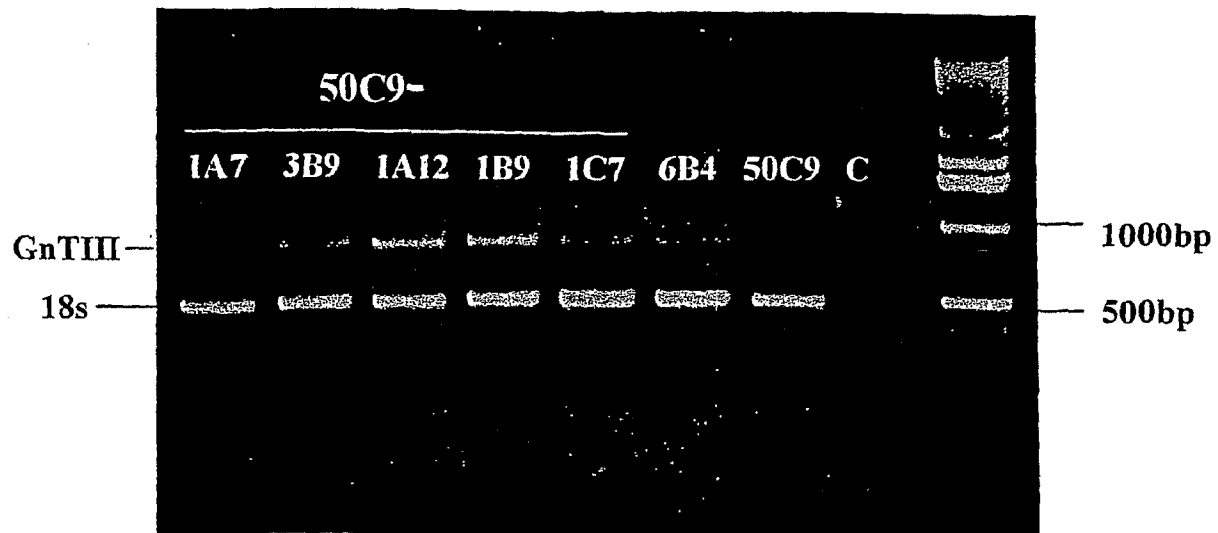 50C9-
1A7 3B9 1A12 1B9 1C7 6B4 50C9 C
GnTIII
1000bp
18s
500bp